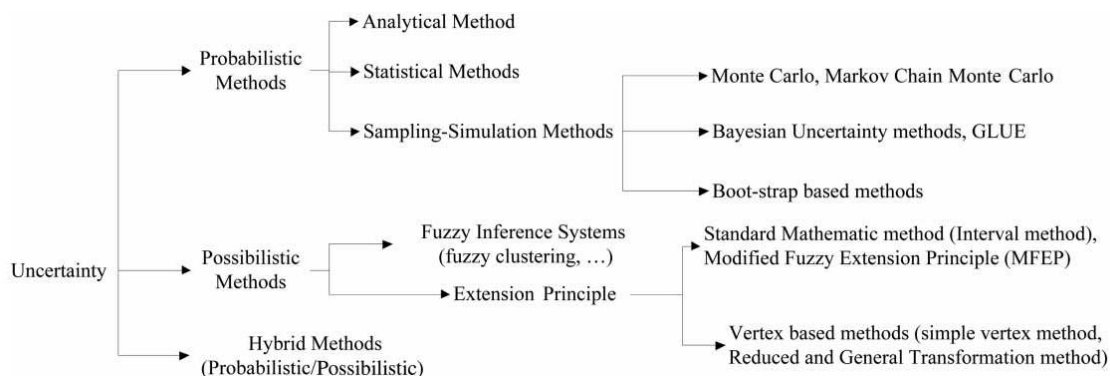 Analytical Method
Probabilistic
Methods
Statistical Methods
Sampling-Simulation Methods
Monte Carlo, Markov Chain Monte Carlo
Bayesian Uncertainty methods, GLUE
Boot-strap based methods
Uncertainty
Possibilistic
Methods
Fuzzy Inference Systems
(fuzzy clustering, …)
Extension Principle
Standard Mathematic method (Interval method),
Modified Fuzzy Extension Principle (MFEP)
Vertex based methods (simple vertex method,
Reduced and General Transformation method)
Hybrid Methods
(Probabilistic/Possibilistic)